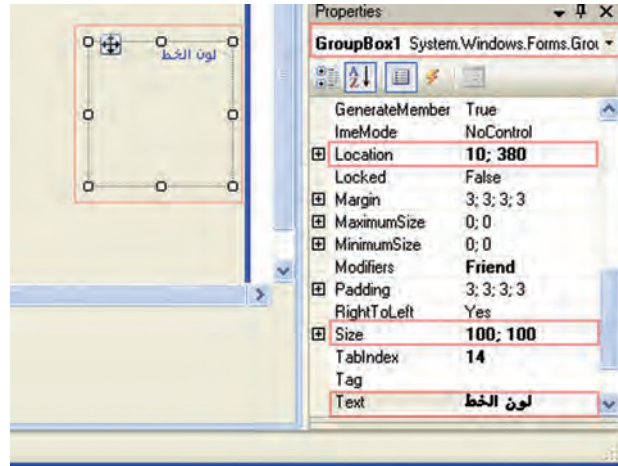 Properties
GroupBox1 System.Windows.Forms.Grou
لون الخط
GenerateMember True
ImeMode NoControl
Location 10; 380
Locked False
Margin 3; 3; 3; 3
MaximumSize 0; 0
MinimumSize 0; 0
Modifiers Friend
Padding 3; 3; 3; 3
RightToLeft Yes
Size 100; 100
TabIndex 14
Tag
Text لون الخط